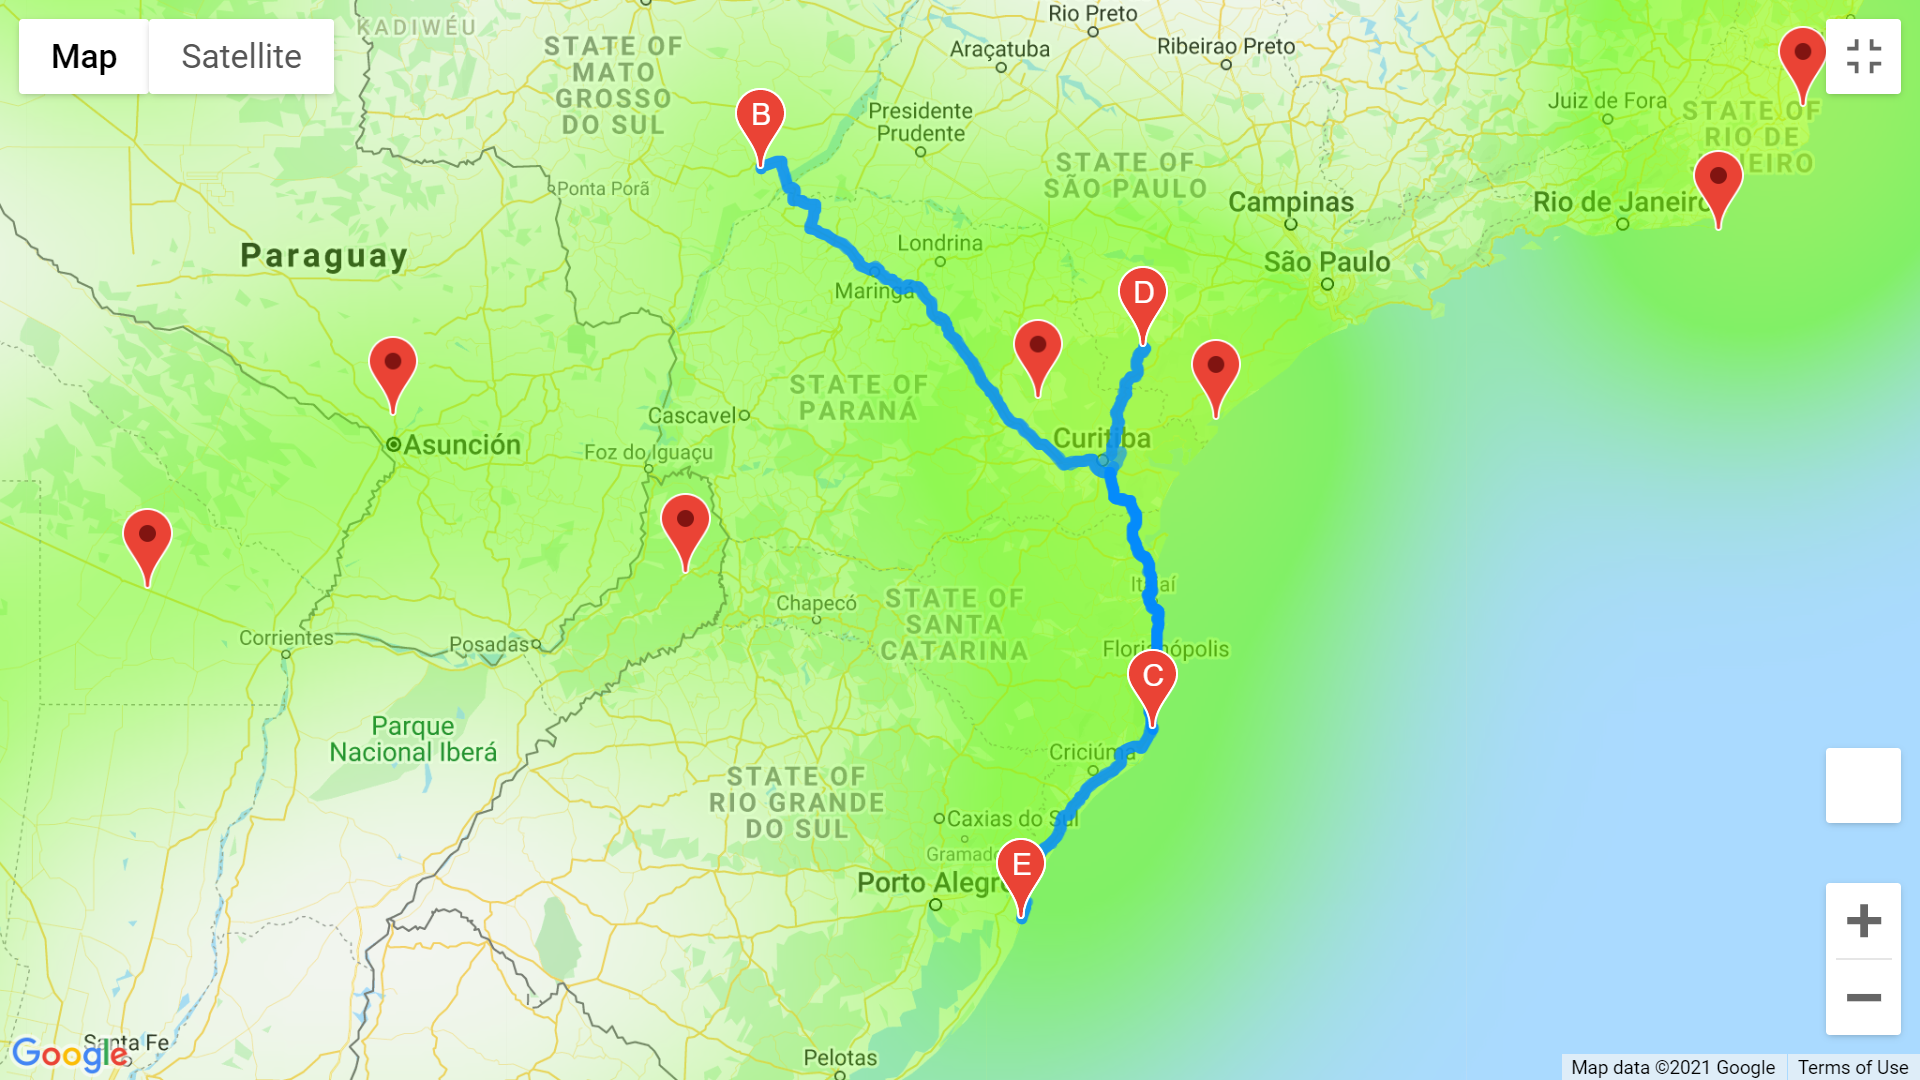 KADIWÉU
Map
Satellite
STATE OF
MATO
GROSSO
DO SUL
Rio Preto
Araçatuba
Ribeirao Preto
B
Presidente
Prudente
Juiz de Fora
STATE OF
RIO DE
Ponta Porã
STATE OF
SÃO PAULO
Campinas
Rio de Janeiro
Paraguay
Londrina
São Paulo
Maringá
D
STATE OF
PARANÁ
Cascavel
Curitiba
Asunción
Foz do Iguaçu
Chapecó
STATE OF
SANTA
CATARINA
Corrientes
Posadas
Florianópolis
C
Parque
Nacional Iberá
Criciúma
STATE OF
RIO GRANDE
DO SUL
Caxias do Sul
E
Porto Alegre
Santa Fe
Google
Pelotas
Map data ©2021 Google
Terms of Use